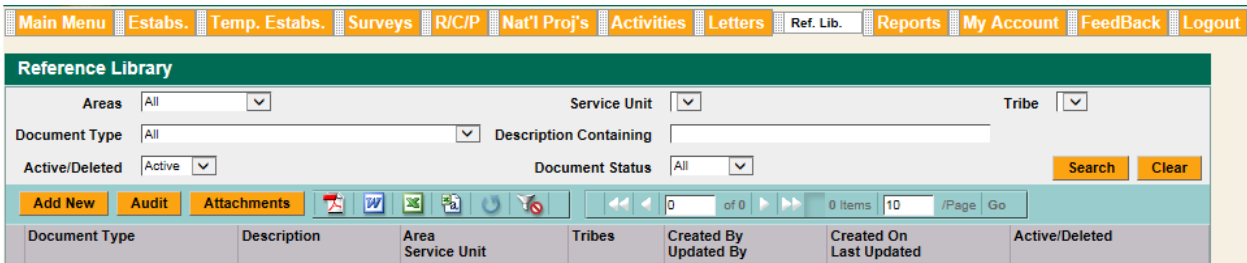 Main Menu Estabs. Temp. Estabs. Surveys R/C/P Nat'l Proj's Activities Letters Ref. Lib. Reports My Account FeedBack Logout
Reference Library
Areas All Service Unit Tribe
Document Type All Description Containing
Active/Deleted Active Document Status All Search Clear
Add New Audit Attachments 0 of 0 0 Items 10 /Page Go
Document Type Description Area Tribes Created By Created On Active/Deleted
Service Unit Updated By Last Updated